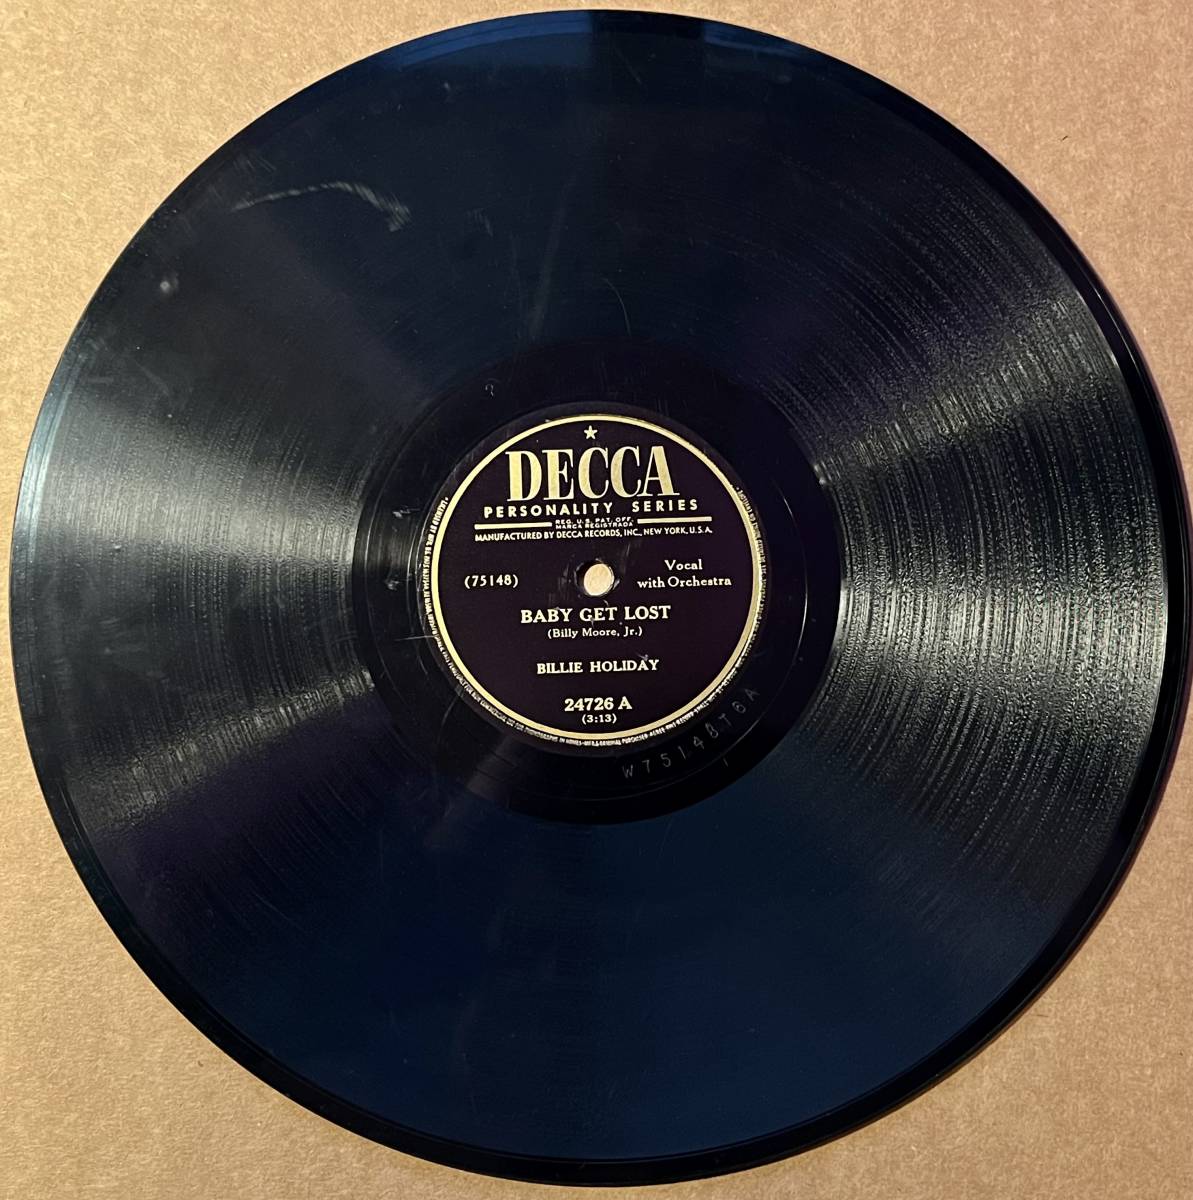 DECCA
PERSONALITY SERIES
REG. U.S. PAT. OFF.
MARCA REGISTRADA
MANUFACTURED BY DECCA RECORDS, INC., NEW YORK, U.S.A.
(75148)
Vocal
with Orchestra
BABY GET LOST
(Billy Moore, Jr.)
BILLIE HOLIDAY
24726 A
(3:13)
W75148T6A